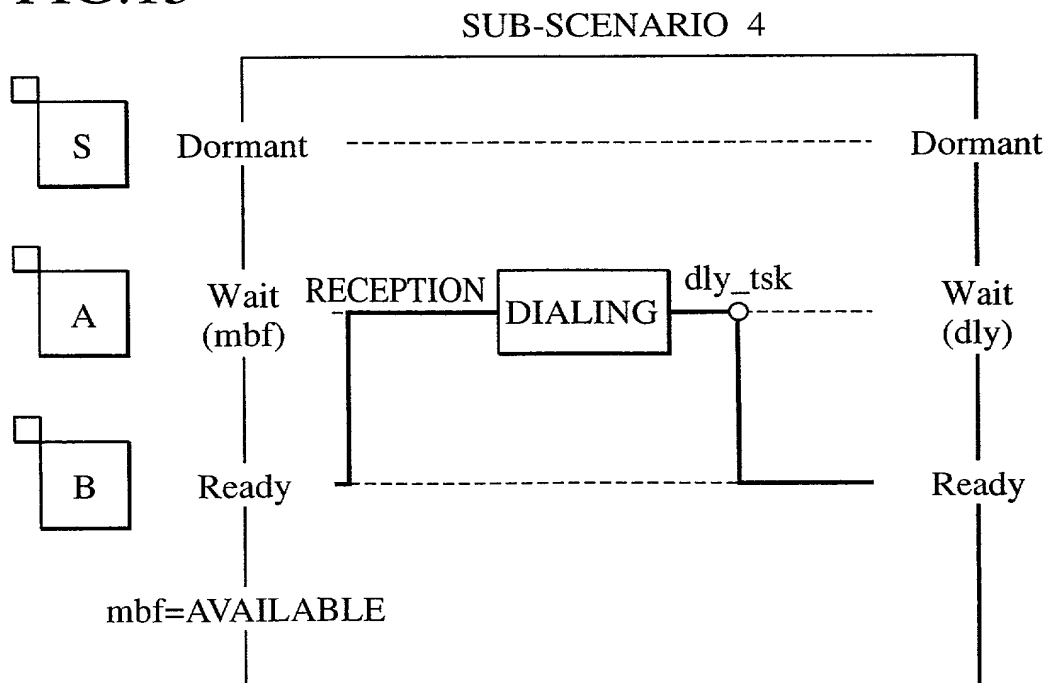 SUB-SCENARIO 4
S Dormant Dormant
A Wait (mbf) RECEPTION DIALING dly_tsk Wait (dly)
B Ready Ready
mbf=AVAILABLE